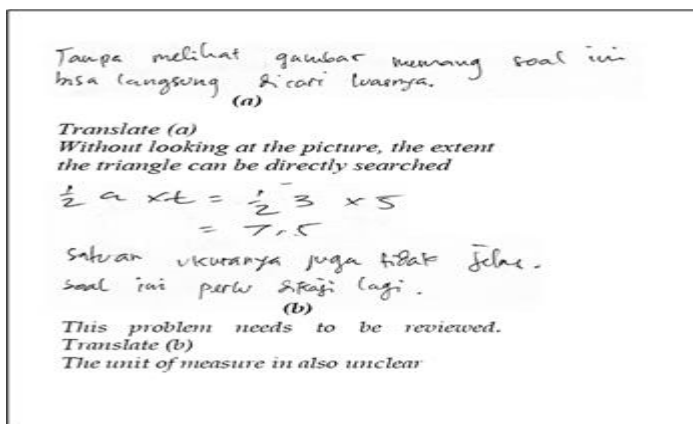 Tanpa melihat gambar memang soal ini
bisa langsung dicari luasnya.
(a)
Translate (a)
Without looking at the picture, the extent
the triangle can be directly searched
½ a x t = ½ 3 x 5
= 7,5
Satuan ukuranya juga tidak jelas.
soal ini perlu dikaji lagi.
(b)
This problem needs to be reviewed.
Translate (b)
The unit of measure in also unclear